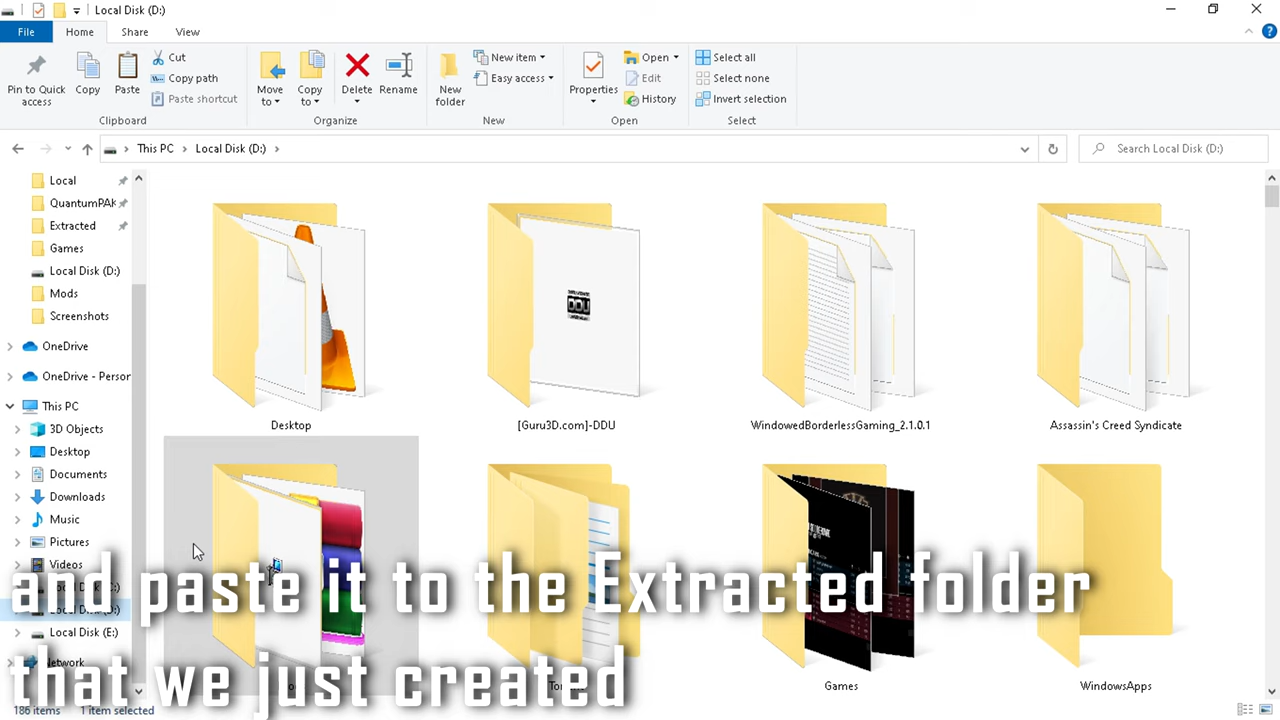 Local Disk (D:)
File
Home
Share
View
Pin to Quick
access
Copy
Paste
Cut
Copy path
Paste shortcut
Clipboard
Move
to
Copy
to
Delete
Rename
Organize
New
folder
New item
Easy access
New
Properties
Open
Edit
History
Open
Select all
Select none
Invert selection
Select
This PC
Local Disk (D:)
Search Local Disk (D:)
Local
QuantumPAK
Extracted
Games
Local Disk (D:)
Mods
Screenshots
OneDrive
OneDrive - Person
This PC
3D Objects
Desktop
Documents
Downloads
Music
Pictures
Videos
Local Disk (E:)
Network
Desktop
[Guru3D.com]-DDU
DDU
WindowedBorderlessGaming_2.1.0.1
Assassin's Creed Syndicate
Games
WindowsApps
and paste it to the Extracted folder
that we just created
186 items
1 item selected